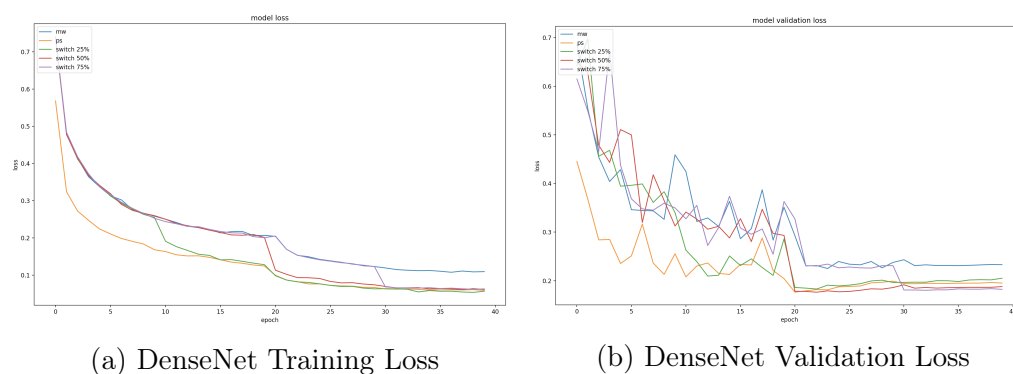 model loss
mw
ps
switch 25%
switch 50%
switch 75%
0.7
0.6
0.5
0.4
0.3
0.2
0.1
loss
0 5 10 15 20 25 30 35 40
epoch
(a) DenseNet Training Loss
model validation loss
mw
ps
switch 25%
switch 50%
switch 75%
0.7
0.6
0.5
0.4
0.3
0.2
loss
0 5 10 15 20 25 30 35 40
epoch
(b) DenseNet Validation Loss